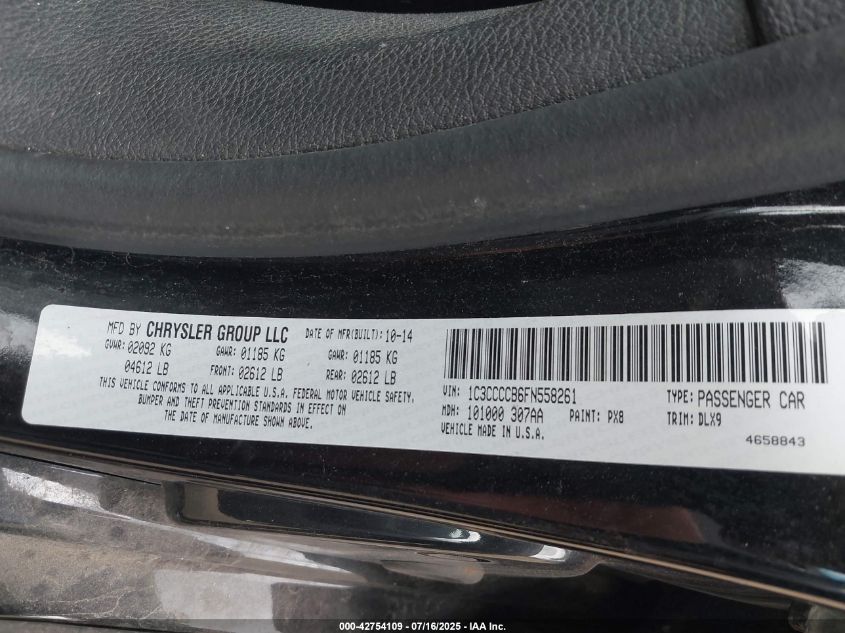 MFD BY CHRYSLER GROUP LLC
DATE OF MFR(BUILT): 10-14
GVWR: 02092 KG
GAWR: 01185 KG
GAWR: 01185 KG
04612 LB
FRONT: 02612 LB
REAR: 02612 LB
THIS VEHICLE CONFORMS TO ALL APPLICABLE U.S.A. FEDERAL MOTOR VEHICLE SAFETY,
BUMPER AND THEFT PREVENTION STANDARDS IN EFFECT ON
THE DATE OF MANUFACTURE SHOWN ABOVE.
VIN: 1C3CCCCB6FN558261
TYPE: PASSENGER CAR
MDH: 101000 307AA
PAINT: PX8
TRIM: DLX9
VEHICLE MADE IN U.S.A.
4658843
000-42754109 - 07/16/2025 - IAA Inc.